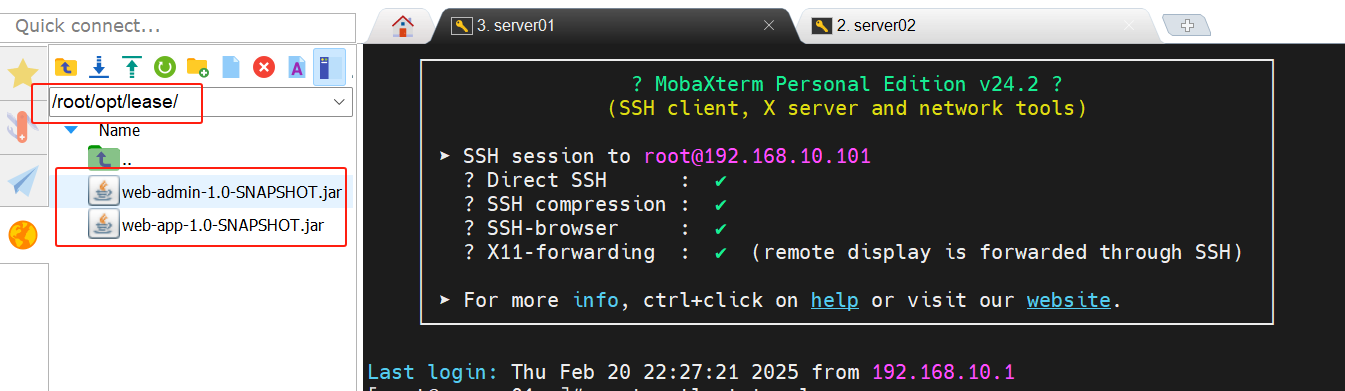 Quick connect...
3. server01
2. server02
/root/opt/lease/
Name
..
web-admin-1.0-SNAPSHOT.jar
web-app-1.0-SNAPSHOT.jar
? MobaXterm Personal Edition v24.2 ?
(SSH client, X server and network tools)
➤ SSH session to root@192.168.10.101
? Direct SSH : ✔
? SSH compression : ✔
? SSH-browser : ✔
? X11-forwarding : ✔ (remote display is forwarded through SSH)
➤ For more info, ctrl+click on help or visit our website.
Last login: Thu Feb 20 22:27:21 2025 from 192.168.10.1